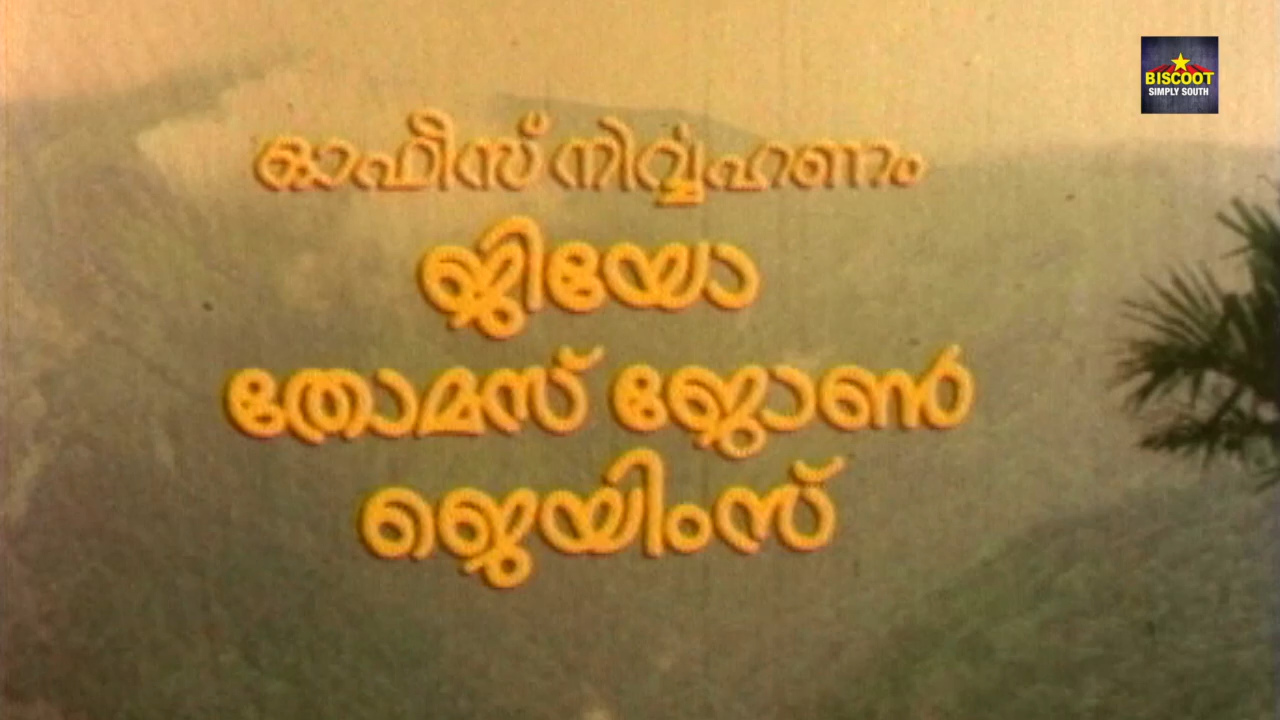 BISCOOT
SIMPLY SOUTH
ഓഫീസ് നിർവ്വഹണം
ജിയോ
തോമസ് ജോൺ
ജെയിംസ്